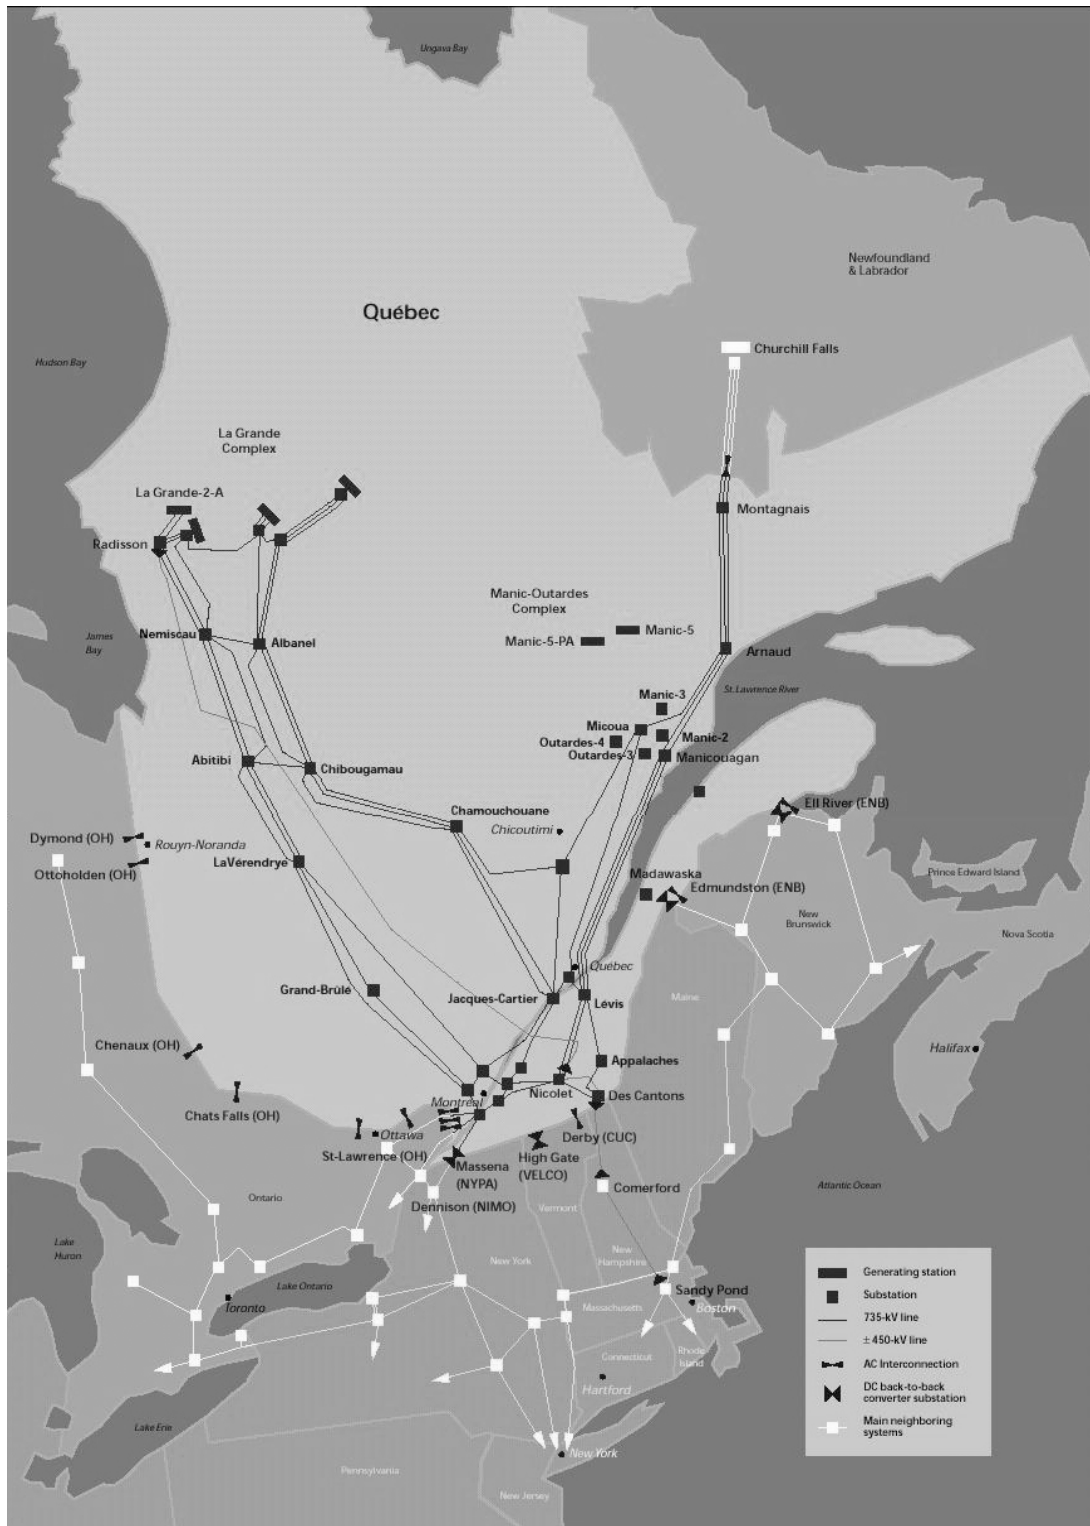 Ungava Bay
Newfoundland
& Labrador
Québec
Churchill Falls
Hudson Bay
La Grande
Complex
La Grande-2-A
Montagnais
Radisson
Manic-Outardes
Complex
Manic-5
Manic-5-PA
James
Bay
Nemiscau
Albanel
Arnaud
St. Lawrence River
Manic-3
Micoua
Outardes-4
Manic-2
Outardes-3
Manicouagan
Abitibi
Chibougamau
Chamouchouane
Chicoutimi
Ell River (ENB)
Dymond (OH)
Rouyn-Noranda
LaVérendrye
Ottoholden (OH)
Madawaska
Edmundston (ENB)
Prince Edward Island
New
Brunswick
Nova Scotia
Québec
Grand-Brûlé
Jacques-Cartier
Lévis
Maine
Chenaux (OH)
Halifax
Appalaches
Nicolet
Des Cantons
Montréal
Chats Falls (OH)
Ottawa
Derby (CUC)
St-Lawrence (OH)
High Gate
(VELCO)
Massena
(NYPA)
Comerford
Atlantic Ocean
Ontario
Dennison (NIMO)
Vermont
Lake
Huron
New York
New
Hampshire
Lake Ontario
Sandy Pond
Toronto
Massachusetts
Boston
Connecticut
Rhode
Island
Hartford
Lake Erie
New York
Pennsylvania
New Jersey
Generating station
Substation
735-kV line
± 450-kV line
AC Interconnection
DC back-to-back
converter substation
Main neighboring
systems